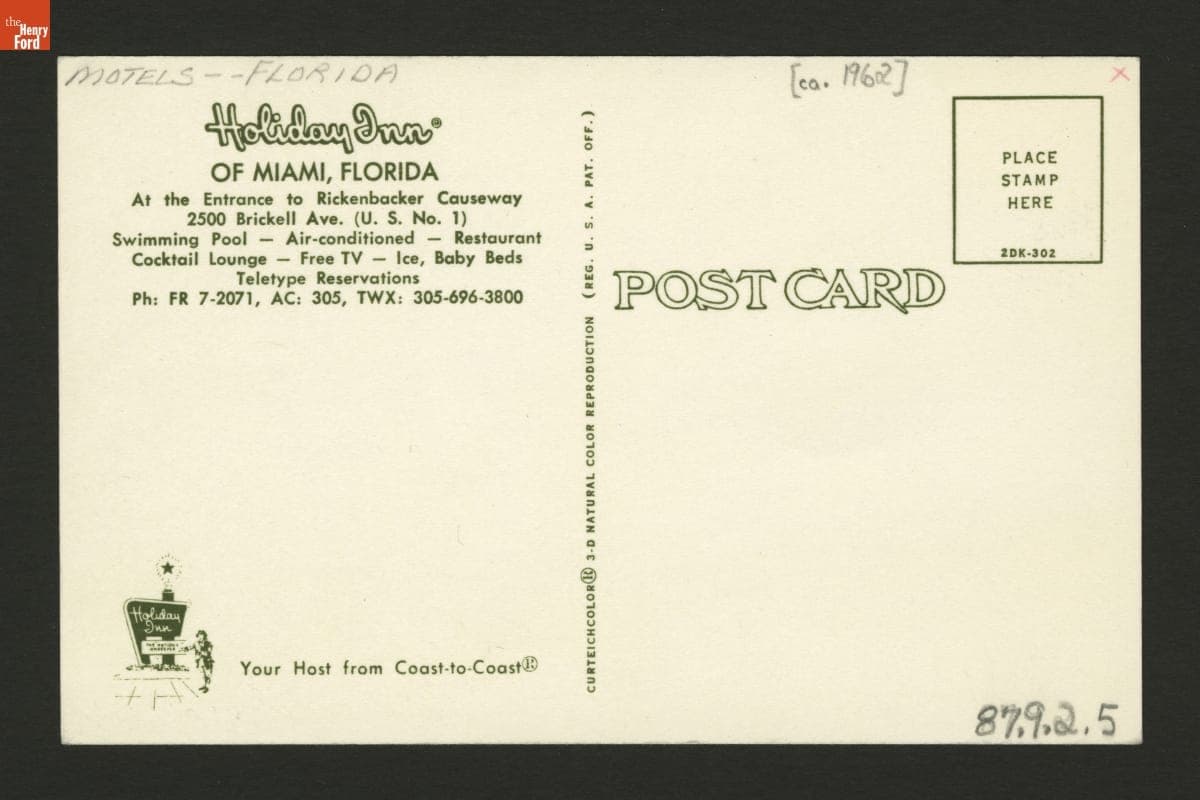 the
Henry
Ford
MOTELS--FLORIDA
[ca. 1962]
x
Holiday Inn®
OF MIAMI, FLORIDA
At the Entrance to Rickenbacker Causeway
2500 Brickell Ave. (U. S. No. 1)
Swimming Pool — Air-conditioned — Restaurant
Cocktail Lounge — Free TV — Ice, Baby Beds
Teletype Reservations
Ph: FR 7-2071, AC: 305, TWX: 305-696-3800
Holiday
Inn
Your Host from Coast-to-Coast®
CURTEICHCOLOR® 3-D NATURAL COLOR REPRODUCTION (REG. U. S. A. PAT. OFF.)
POST CARD
PLACE
STAMP
HERE
2DK-302
87.9.2.5